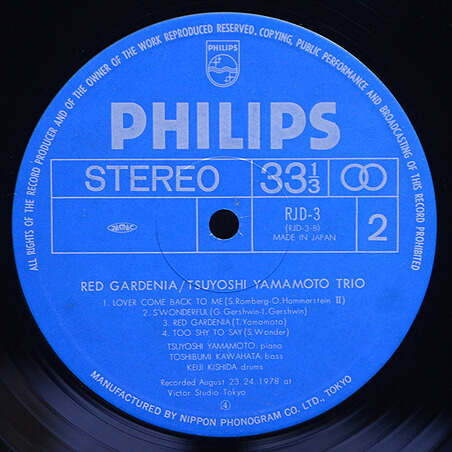 ALL RIGHTS OF THE RECORD PRODUCER AND OF THE OWNER OF THE WORK REPRODUCED RESERVED. COPYING, PUBLIC PERFORMANCE AND BROADCASTING OF THIS RECORD PROHIBITED
PHILIPS
PHILIPS
STEREO
33 1/3
RJD-3
(RJD-3-B)
MADE IN JAPAN
2
RED GARDENIA/TSUYOSHI YAMAMOTO TRIO
1. LOVER COME BACK TO ME(S.Romberg-O.Hammerstein II)
2. S'WONDERFUL(G.Gershwin-I.Gershwin)
3. RED GARDENIA(T.Yamamoto)
4. TOO SHY TO SAY(S.Wonder)
TSUYOSHI YAMAMOTO: piano
TOSHIBUMI KAWAHATA: bass
KEIJI KISHIDA: drums
Recorded August 23, 24, 1978 at
Victor Studio Tokyo
④
MANUFACTURED BY NIPPON PHONOGRAM CO. LTD., TOKYO